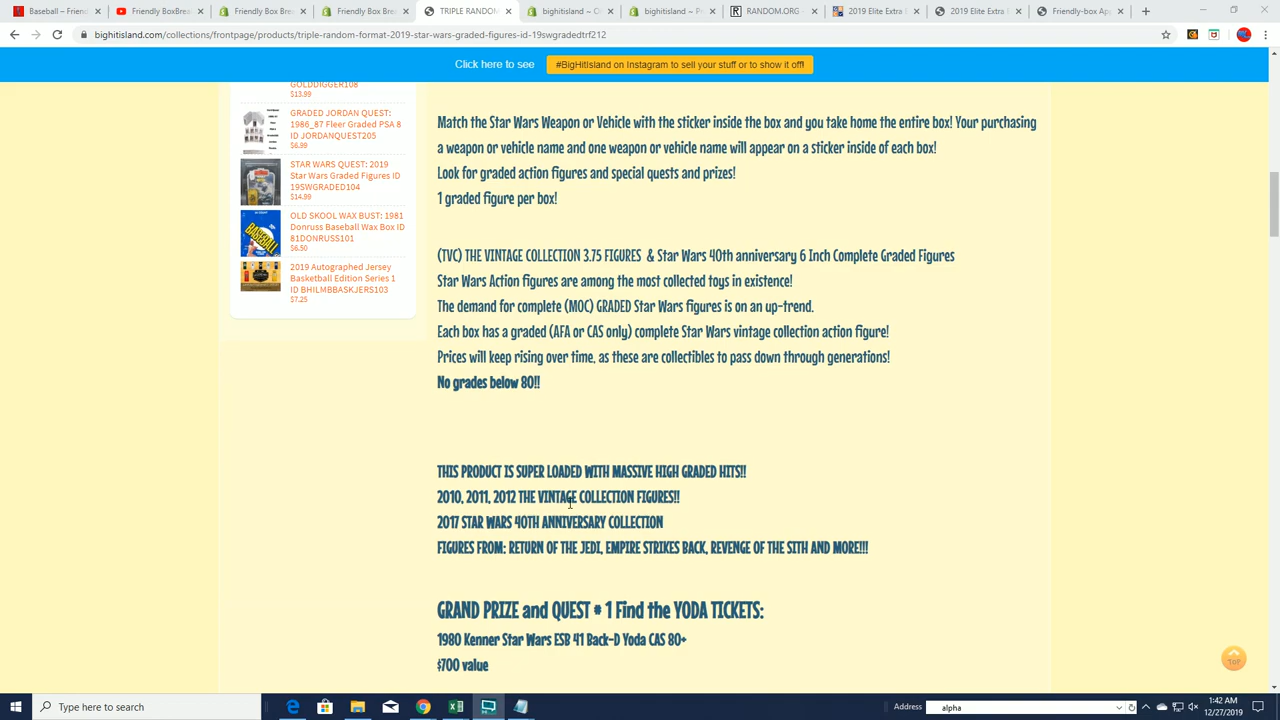 Baseball - Friendly
Friendly BoxBreaks
Friendly Box Bre
TRIPLE RANDOM
bighitisland
bighitisland ~ C
bighitisland ~ p
RANDOM.ORG -
2019 Elite Extra
2019 Elite Extra E
Friendly-box App
bighitisland.com/collections/frontpage/products/triple-random-format-2019-star-wars-graded-figures-id-19swgradedtrf212
Click here to see #BigHitIsland on Instagram to sell your stuff or to show it off!
GOLDDIGGER108
$13.99
GRADED JORDAN QUEST:
1986_87 Fleer Graded PSA 8
ID JORDANQUEST205
$6.99
STAR WARS QUEST: 2019
Star Wars Graded Figures ID
19SWGRADED104
$14.99
OLD SKOOL WAX BUST: 1981
Donruss Baseball Wax Box ID
81DONRUSS101
$6.50
2019 Autographed Jersey
Basketball Edition Series 1
ID BHILMBBASKJERS103
$7.25
Match the Star Wars Weapon or Vehicle with the sticker inside the box and you take home the entire box! Your purchasing
a weapon or vehicle name and one weapon or vehicle name will appear on a sticker inside of each box!
Look for graded action figures and special quests and prizes!
1 graded figure per box!
(TVC) THE VINTAGE COLLECTION 3.75 FIGURES & Star Wars 40th anniversary 6 Inch Complete Graded Figures
Star Wars Action figures are among the most collected toys in existence!
The demand for complete (MOC) GRADED Star Wars figures is on an up-trend.
Each box has a graded (AFA or CAS only) complete Star Wars vintage collection action figure!
Prices will keep rising over time, as these are collectibles to pass down through generations!
No grades below 80!!
THIS PRODUCT IS SUPER LOADED WITH MASSIVE HIGH GRADED HITS!!
2010, 2011, 2012 THE VINTAGE COLLECTION FIGURES!!
2017 STAR WARS 40TH ANNIVERSARY COLLECTION
FIGURES FROM: RETURN OF THE JEDI, EMPIRE STRIKES BACK, REVENGE OF THE SITH AND MORE!!!
GRAND PRIZE and QUEST # 1 Find the YODA TICKETS:
1980 Kenner Star Wars ESB 41 Back-D Yoda CAS 80+
$700 value
TOP
Type here to search
Address
alpha
1:42 AM
12/27/2019